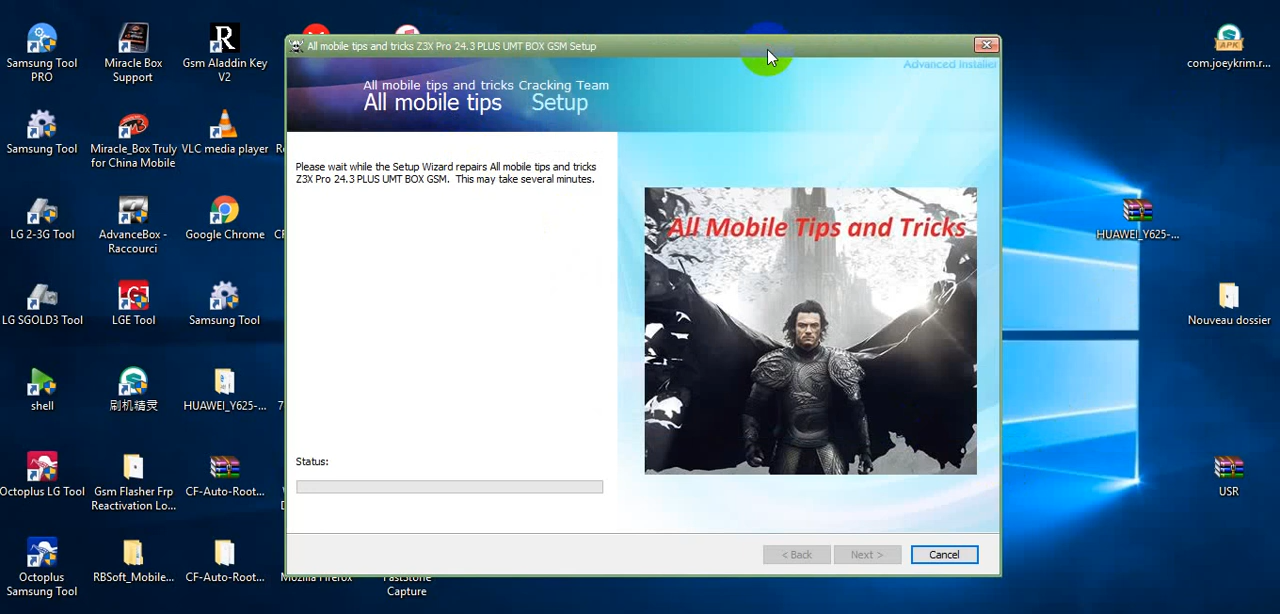 All mobile tips and tricks Z3X Pro 24.3 PLUS UMT BOX GSM Setup
Advanced Installer
All mobile tips and tricks Cracking Team
All mobile tips Setup
Please wait while the Setup Wizard repairs All mobile tips and tricks
Z3X Pro 24.3 PLUS UMT BOX GSM. This may take several minutes.
All Mobile Tips and Tricks
Status:
< Back
Next >
Cancel
Samsung Tool
PRO
Miracle Box
Support
Gsm Aladdin Key
V2
Samsung Tool
Miracle_Box Truly
for China Mobile
VLC media player
LG 2-3G Tool
AdvanceBox -
Raccourci
Google Chrome
LG SGOLD3 Tool
LGE Tool
Samsung Tool
shell
刷机精灵
HUAWEI_Y625-...
Octoplus LG Tool
Gsm Flasher Frp
Reactivation Lo...
CF-Auto-Root...
Octoplus
Samsung Tool
RBSoft_Mobile...
CF-Auto-Root...
Mozilla Firefox
FastStone
Capture
APK
com.joeykrim.r...
HUAWEI_Y625-...
Nouveau dossier
USR